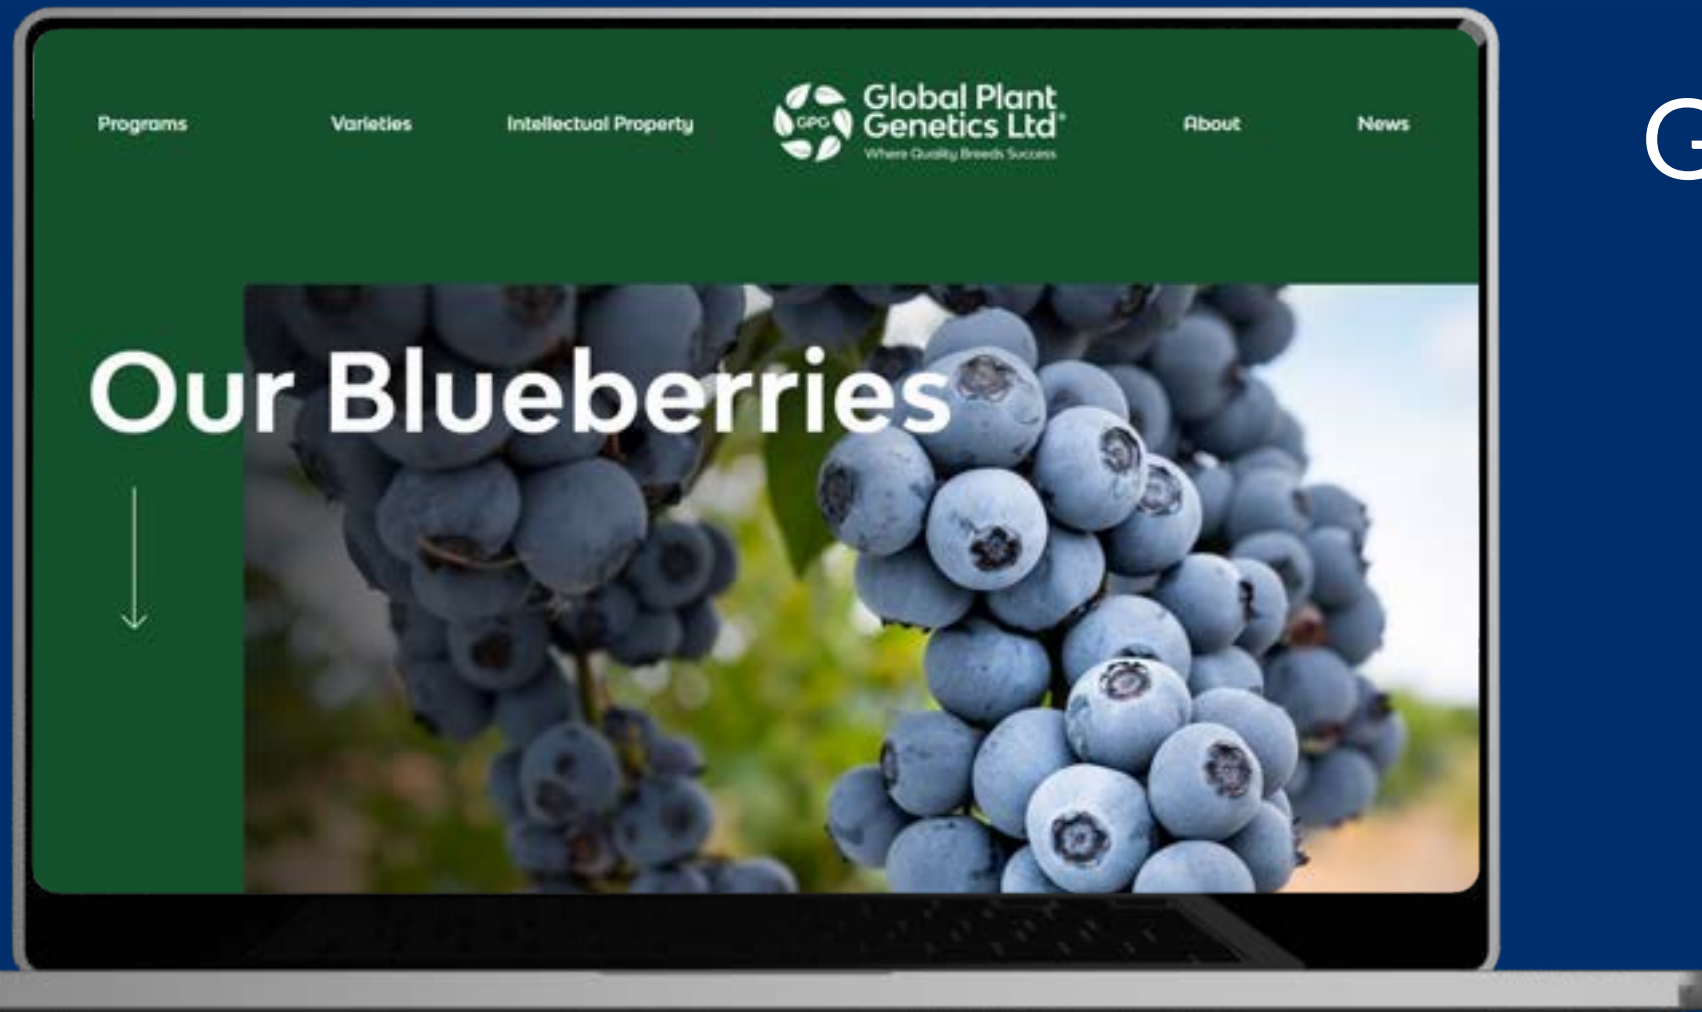 Programs
Varieties
Intellectual Property
GPG
Global Plant
Genetics Ltd®
Where Quality Breeds Success
About
News
Our Blueberries
G